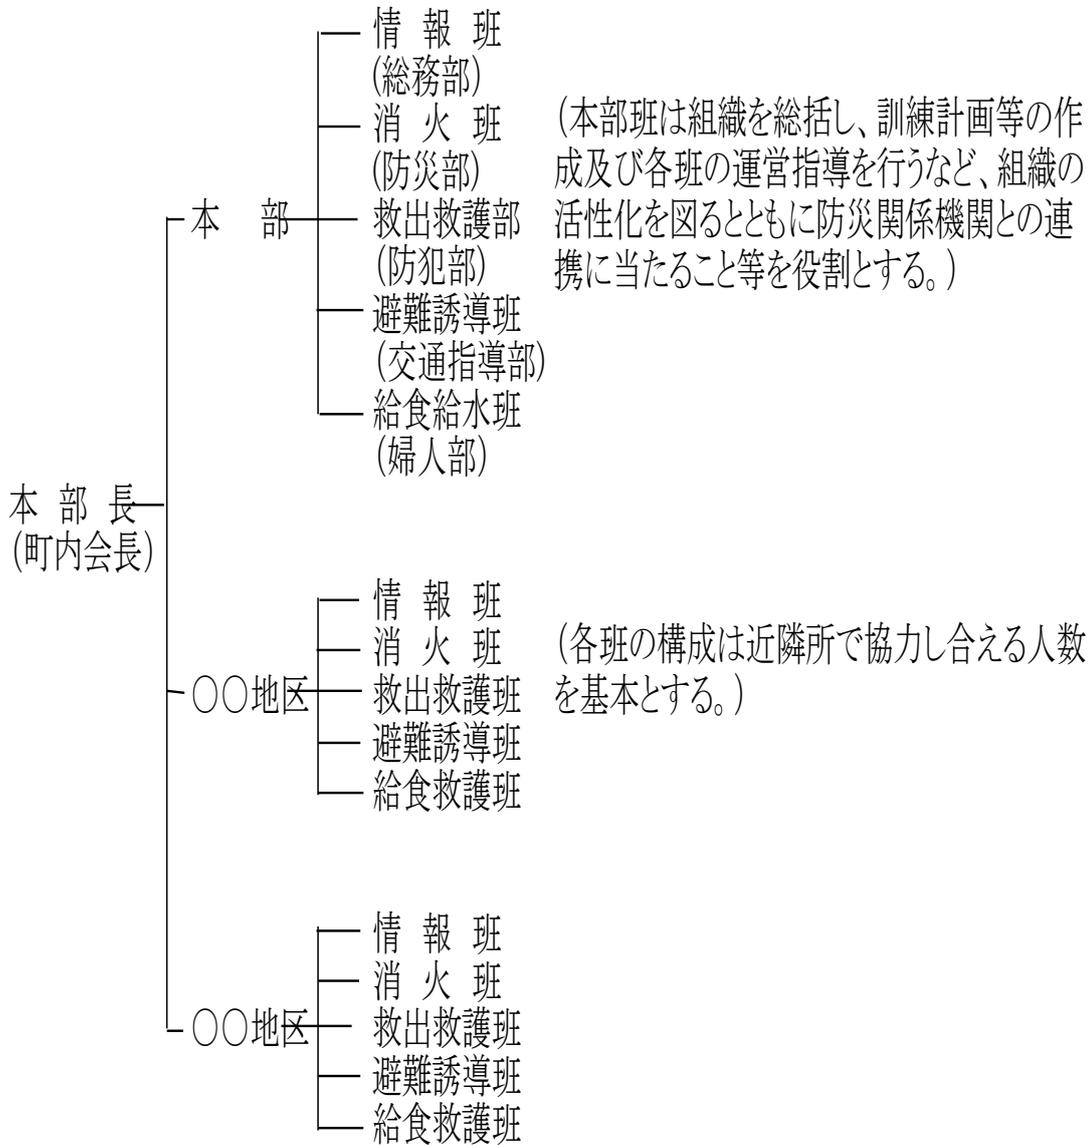 本部長
(町内会長)
本部
情報班
(総務部)
消火班
(防災部)
救出救護部
(防犯部)
避難誘導班
(交通指導部)
給食給水班
(婦人部)
(本部班は組織を総括し、訓練計画等の作
成及び各班の運営指導を行うなど、組織の
活性化を図るとともに防災関係機関との連
携に当たること等を役割とする。)
○○地区
情報班
消火班
救出救護班
避難誘導班
給食救護班
(各班の構成は近隣所で協力し合える人数
を基本とする。)
○○地区
情報班
消火班
救出救護班
避難誘導班
給食救護班